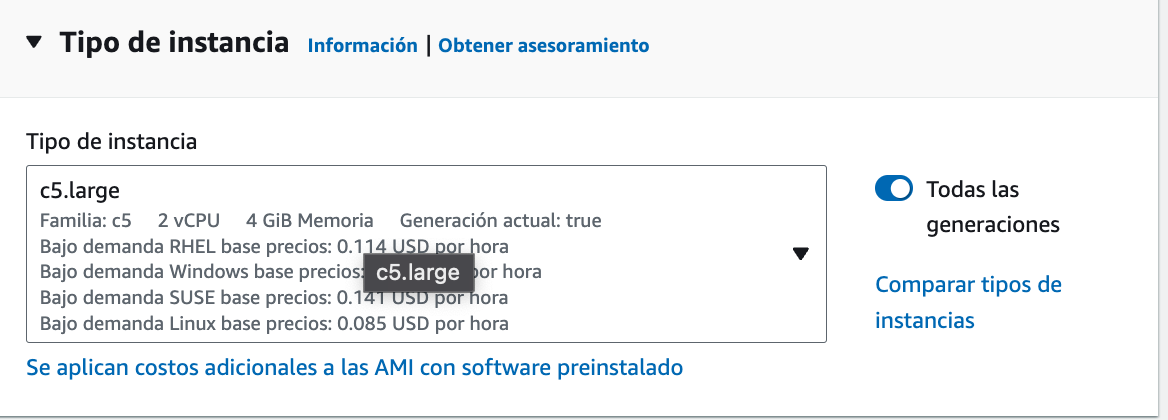 Tipo de instancia Información | Obtener asesoramiento
Tipo de instancia
c5.large
Familia: c5 2 vCPU 4 GiB Memoria Generación actual: true
Bajo demanda RHEL base precios: 0.114 USD por hora
Bajo demanda Windows base precios: por hora
c5.large
Bajo demanda SUSE base precios: 0.141 USD por hora
Bajo demanda Linux base precios: 0.085 USD por hora
Todas las
generaciones
Comparar tipos de
instancias
Se aplican costos adicionales a las AMI con software preinstalado